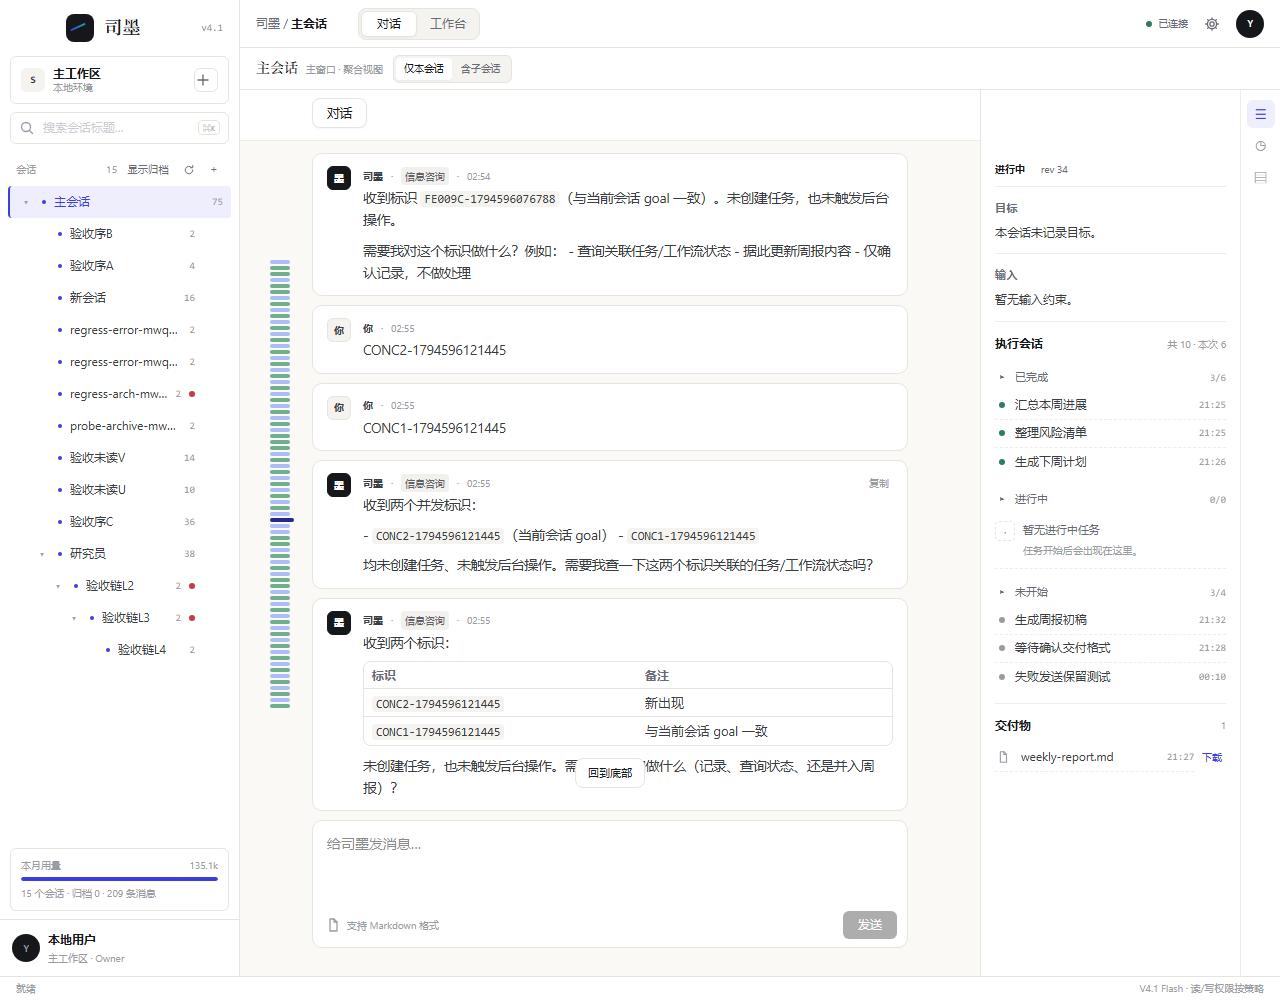 司墨
v4.1
S
主工作区
本地环境
搜索会话标题...
⌘K
会话
15
显示归档
+
主会话
75
验收序B
2
验收序A
4
新会话
16
regress-error-mwq...
2
regress-error-mwq...
2
regress-arch-mw...
2
probe-archive-mw...
2
验收未读V
14
验收未读U
10
验收序C
36
研究员
38
验收链L2
2
验收链L3
2
验收链L4
2
本月用量
135.1k
15 个会话 · 归档 0 · 209 条消息
Y
本地用户
主工作区 · Owner
就绪
司墨 / 主会话
对话
工作台
已连接
Y
主会话
主窗口 · 聚合视图
仅本会话
含子会话
对话
墨
司墨 · 信息咨询 · 02:54
收到标识 FE009C-1794596076788 （与当前会话 goal 一致）。未创建任务，也未触发后台
操作。
需要我对这个标识做什么？例如： - 查询关联任务/工作流状态 - 据此更新周报内容 - 仅确
认记录，不做处理
你
你 · 02:55
CONC2-1794596121445
你
你 · 02:55
CONC1-1794596121445
墨
司墨 · 信息咨询 · 02:55
复制
收到两个并发标识：
- CONC2-1794596121445 （当前会话 goal） - CONC1-1794596121445
均未创建任务、未触发后台操作。需要我查一下这两个标识关联的任务/工作流状态吗？
墨
司墨 · 信息咨询 · 02:55
收到两个标识：
标识
备注
CONC2-1794596121445
新出现
CONC1-1794596121445
与当前会话 goal 一致
未创建任务，也未触发后台操作。需
做什么（记录、查询状态、还是并入周
报）？
回到底部
给司墨发消息...
支持 Markdown 格式
发送
进行中
rev 34
目标
本会话未记录目标。
输入
暂无输入约束。
执行会话
共 10 · 本次 6
已完成
3/6
汇总本周进展
21:25
整理风险清单
21:25
生成下周计划
21:26
进行中
0/0
暂无进行中任务
任务开始后会出现在这里。
未开始
3/4
生成周报初稿
21:32
等待确认交付格式
21:28
失败发送保留测试
00:10
交付物
1
weekly-report.md
21:27
下载
V4.1 Flash · 读/写权限按策略